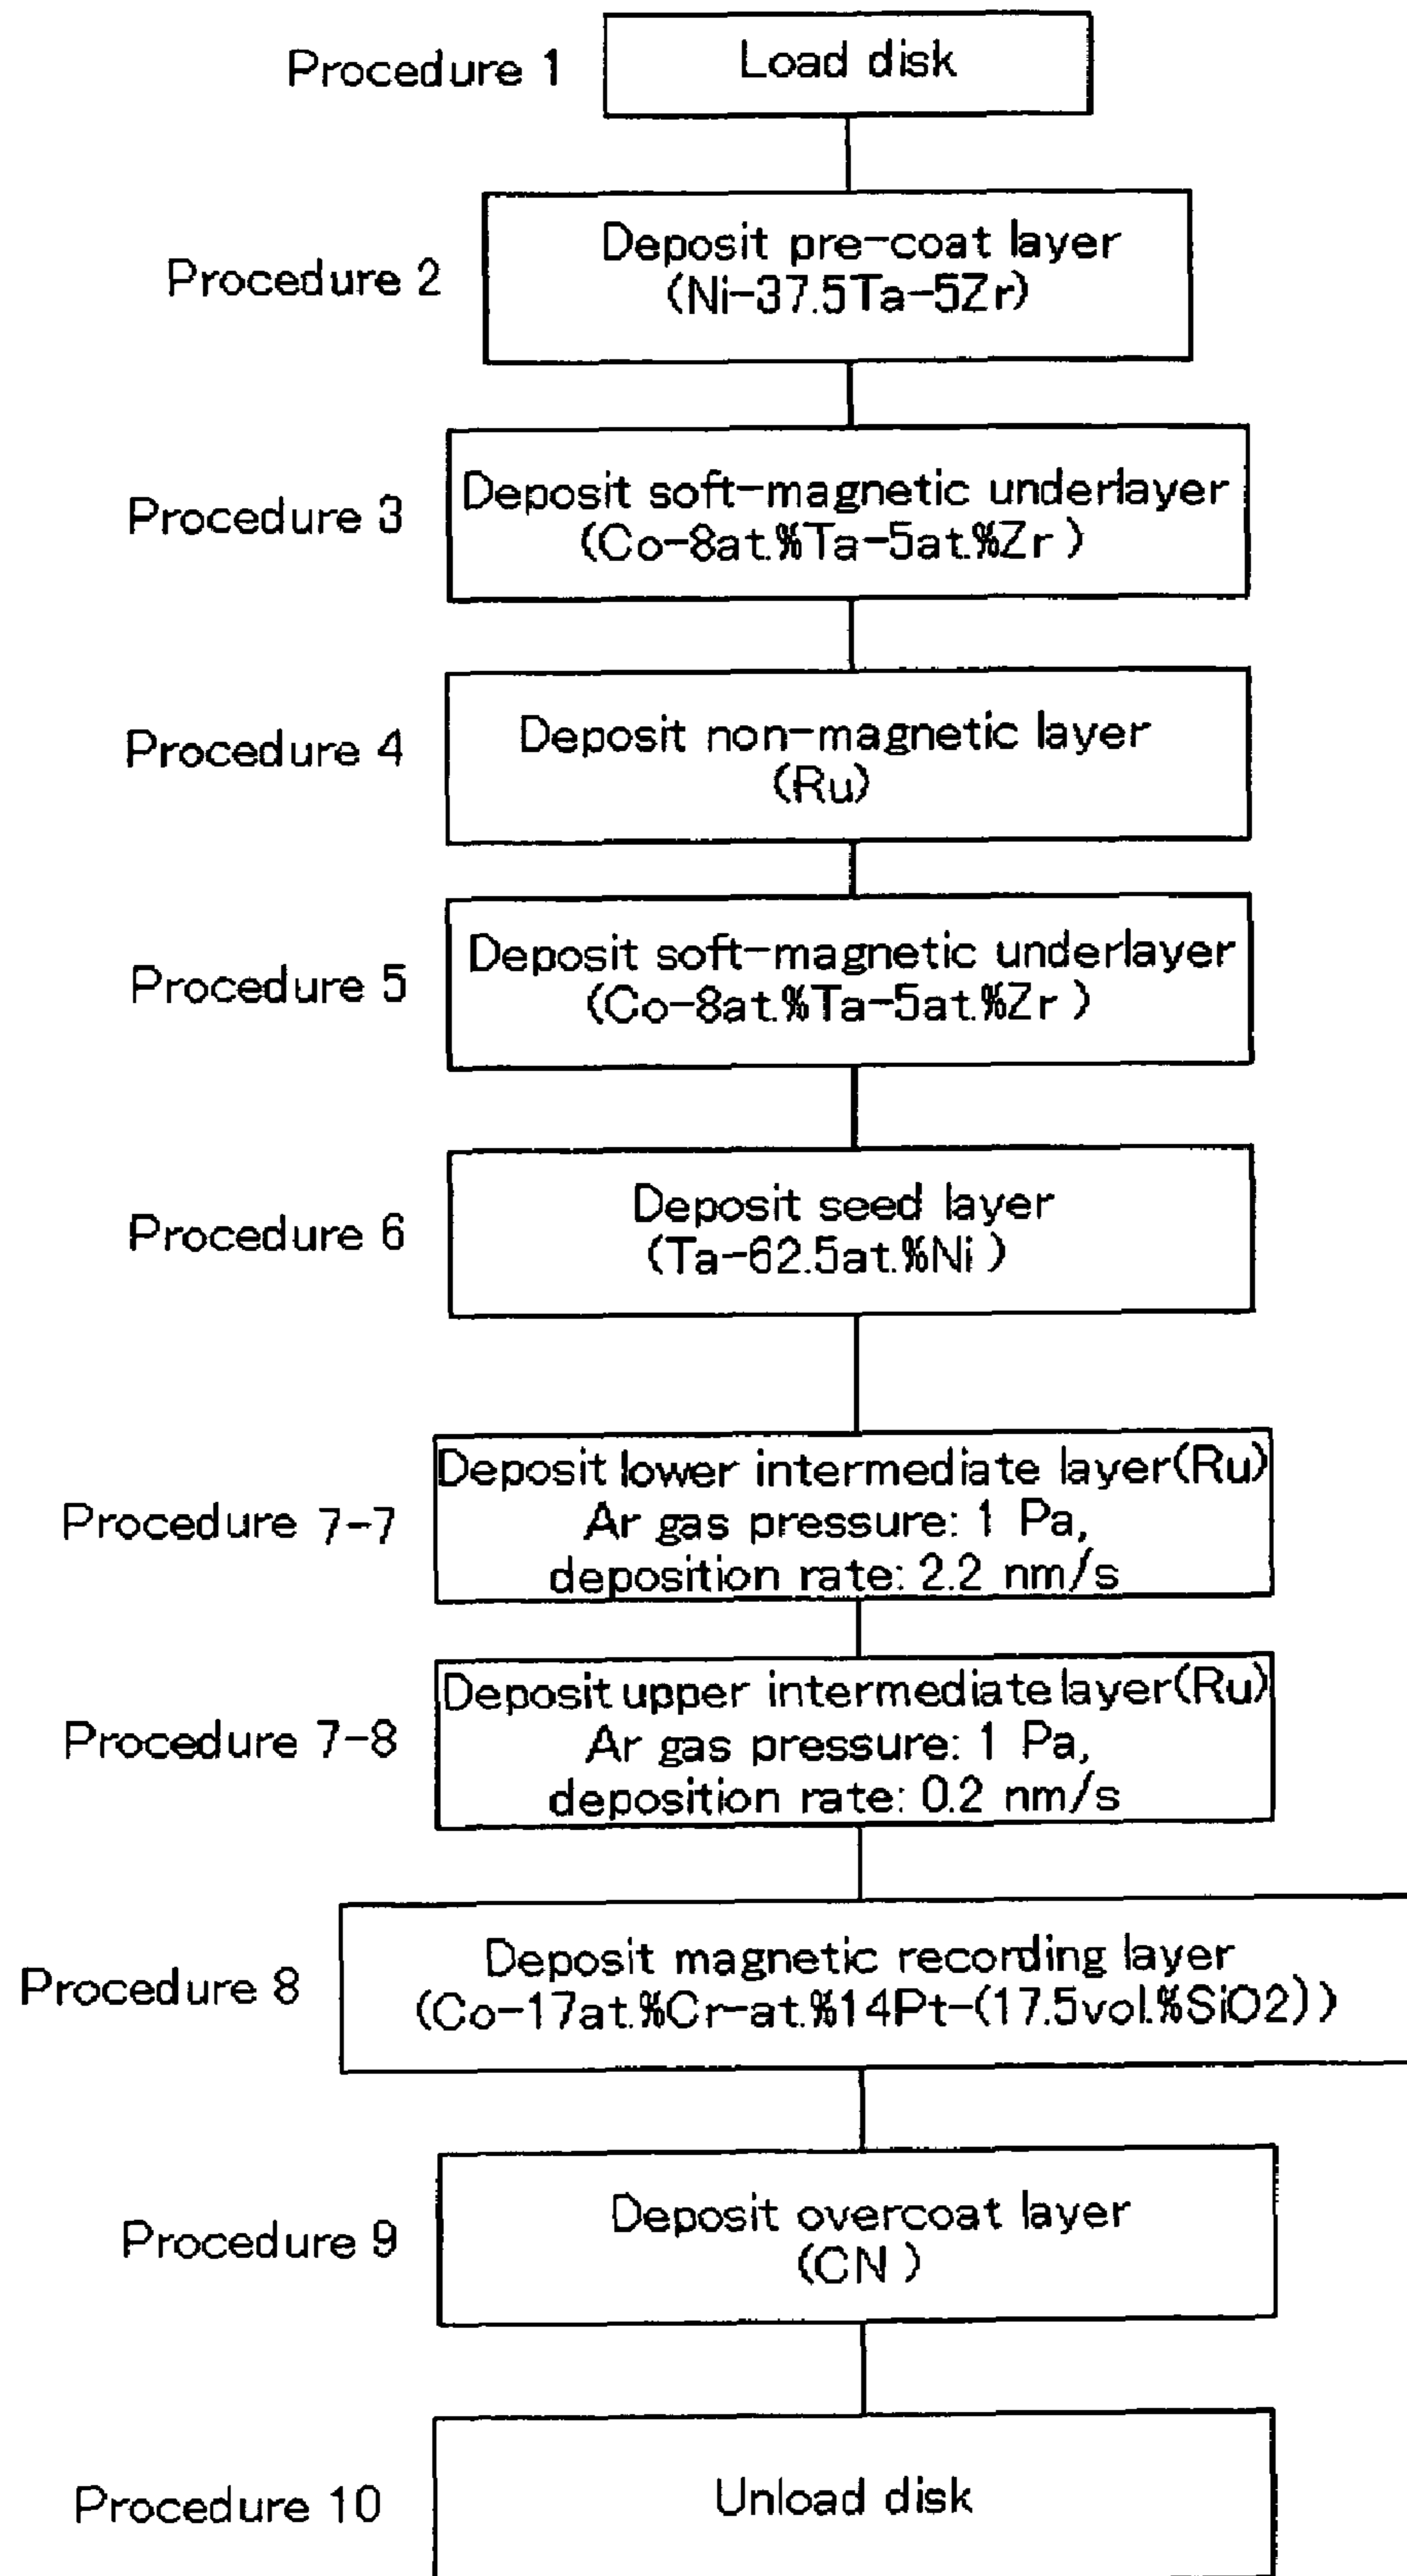 Procedure 1
Load disk
Procedure 2
Deposit pre-coat layer
(Ni-37.5Ta-5Zr)
Procedure 3
Deposit soft-magnetic underlayer
(Co-8at.%Ta-5at.%Zr )
Procedure 4
Deposit non-magnetic layer
(Ru)
Procedure 5
Deposit soft-magnetic underlayer
(Co-8at.%Ta-5at.%Zr )
Procedure 6
Deposit seed layer
(Ta-62.5at.%Ni )
Procedure 7-7
Deposit lower intermediate layer(Ru)
Ar gas pressure: 1 Pa,
deposition rate: 2.2 nm/s
Procedure 7-8
Deposit upper intermediate layer(Ru)
Ar gas pressure: 1 Pa,
deposition rate: 0.2 nm/s
Procedure 8
Deposit magnetic recording layer
(Co-17at.%Cr-at.%14Pt-(17.5vol.%SiO2))
Procedure 9
Deposit overcoat layer
(CN )
Procedure 10
Unload disk